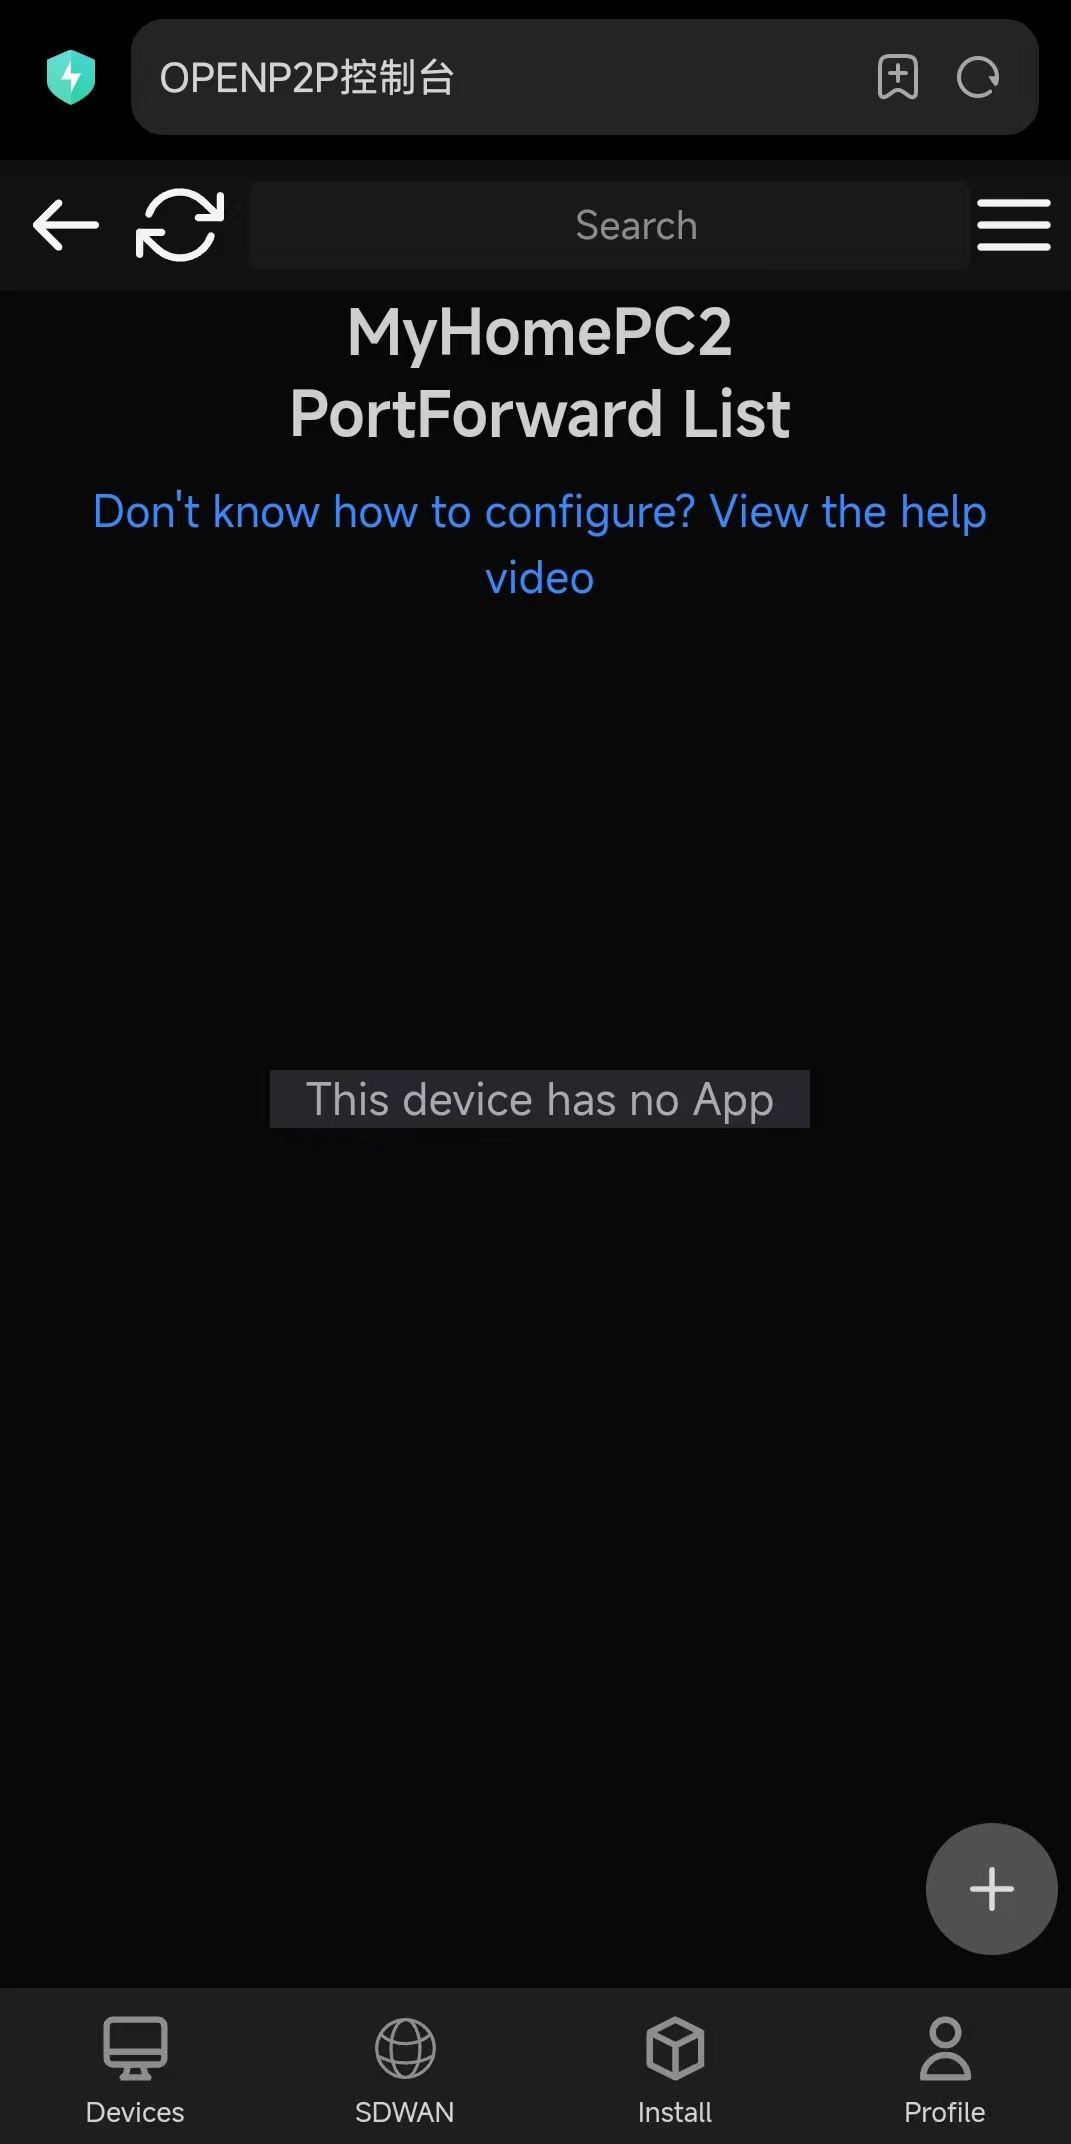 OPENP2P控制台
Search
MyHomePC2
PortForward List
Don't know how to configure? View the help
video
This device has no App
Devices
SDWAN
Install
Profile